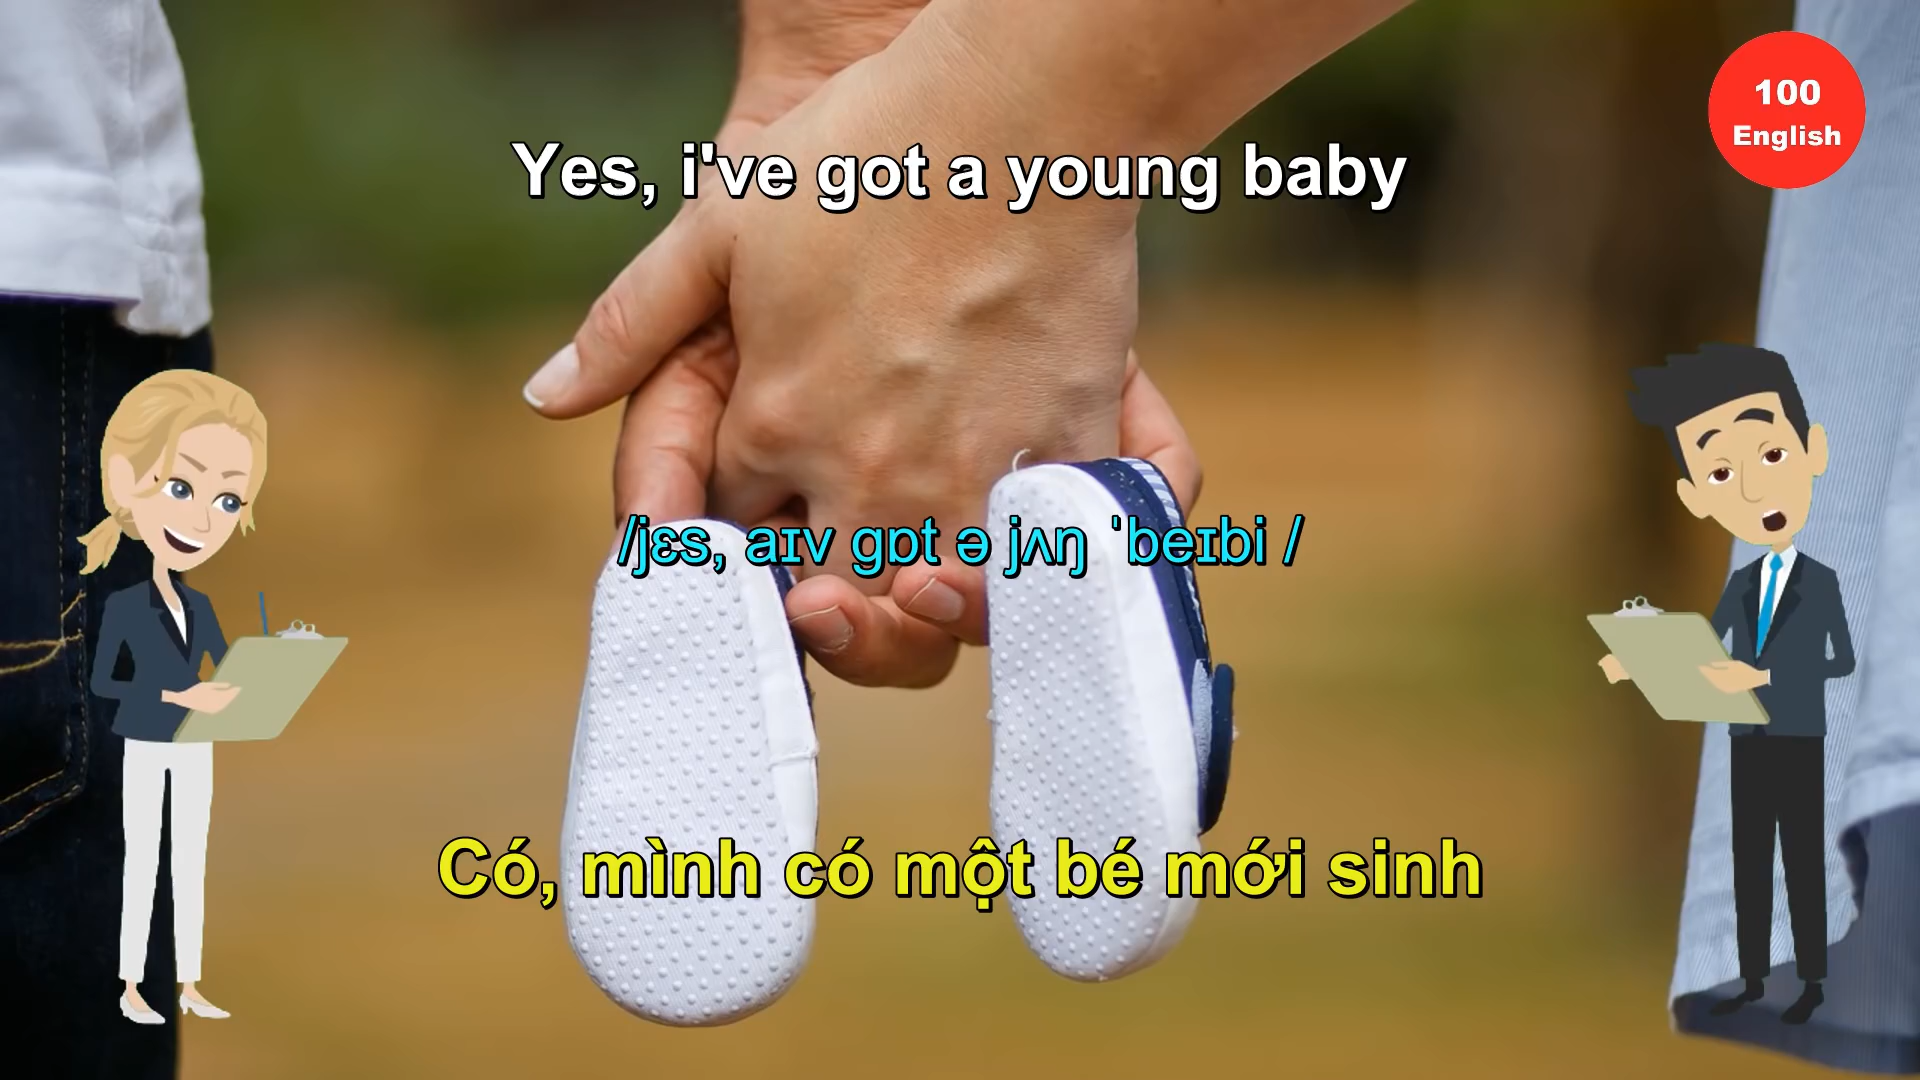 100
English
Yes, i've got a young baby
/jɛs, aɪv gɒt ə jʌŋ ˈbeɪbi /
Có, mình có một bé mới sinh